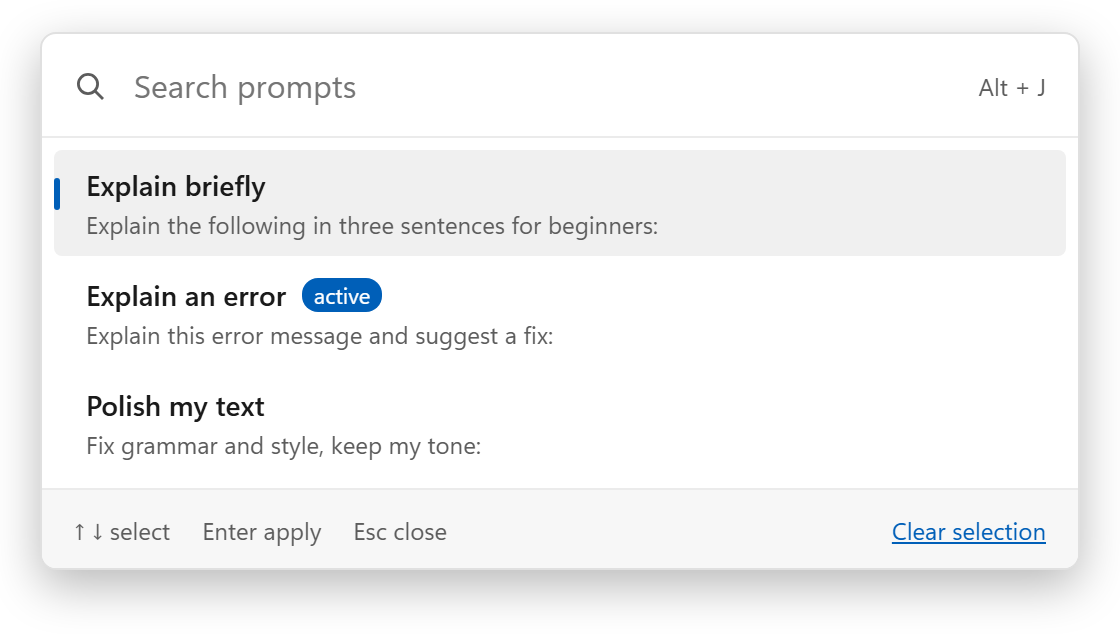 Search prompts Alt + J
Explain briefly
Explain the following in three sentences for beginners:
Explain an error active
Explain this error message and suggest a fix:
Polish my text
Fix grammar and style, keep my tone:
↑↓ select Enter apply Esc close Clear selection